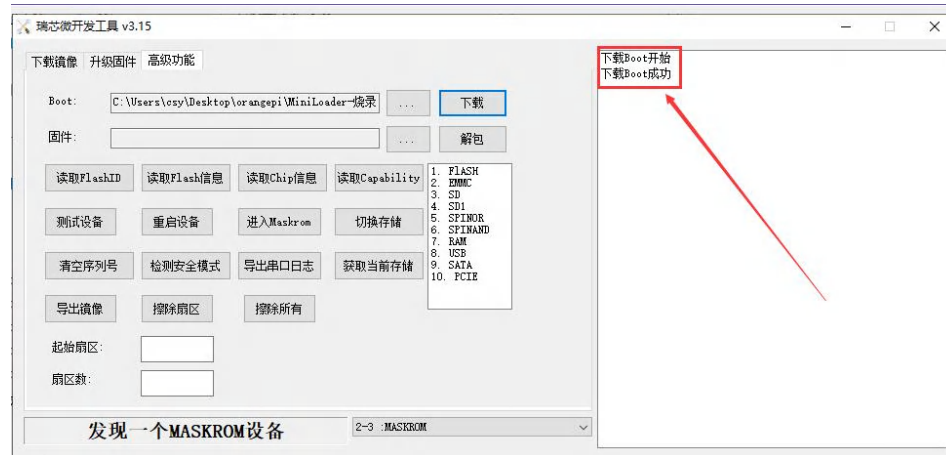 瑞芯微开发工具 v3.15
下载镜像 升级固件 高级功能
下载Boot开始
下载Boot成功
Boot: C:\Users\csy\Desktop\orangepi\MiniLoader-烧录 ... 下载
固件: ... 解包
读取FlashID 读取Flash信息 读取Chip信息 读取Capability
测试设备 重启设备 进入Maskrom 切换存储
清空序列号 检测安全模式 导出串口日志 获取当前存储
导出镜像 擦除扇区 擦除所有
1. FlASH
2. EMMC
3. SD
4. SD1
5. SPINOR
6. SPINAND
7. RAM
8. USB
9. SATA
10. PCIE
起始扇区:
扇区数:
发现一个MASKROM设备 2-3 :MASKROM